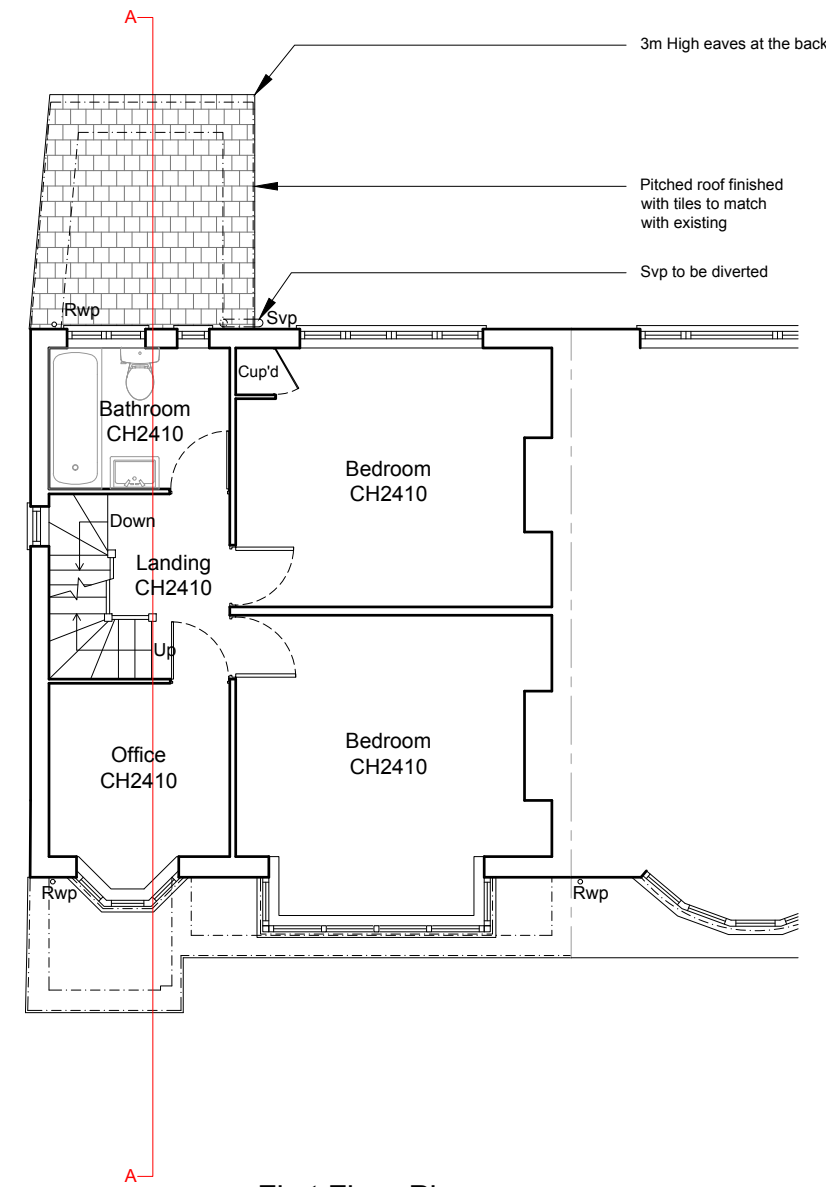 A
3m High eaves at the back
Pitched roof finished
with tiles to match
with existing
Svp to be diverted
Rwp
Svp
Cup'd
Bathroom
CH2410
Bedroom
CH2410
Down
Landing
CH2410
Up
Office
CH2410
Bedroom
CH2410
Rwp
Rwp
A